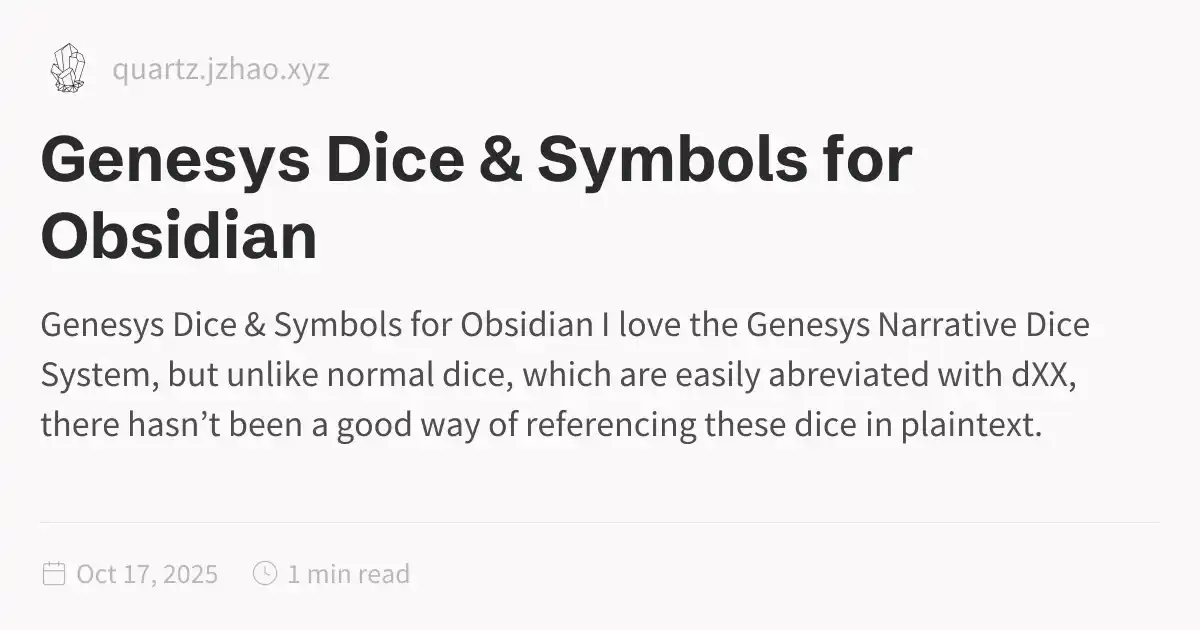 quartz.jzhao.xyz
Genesys Dice & Symbols for
Obsidian
Genesys Dice & Symbols for Obsidian I love the Genesys Narrative Dice
System, but unlike normal dice, which are easily abreviated with dXX,
there hasn’t been a good way of referencing these dice in plaintext.
Oct 17, 2025 1 min read